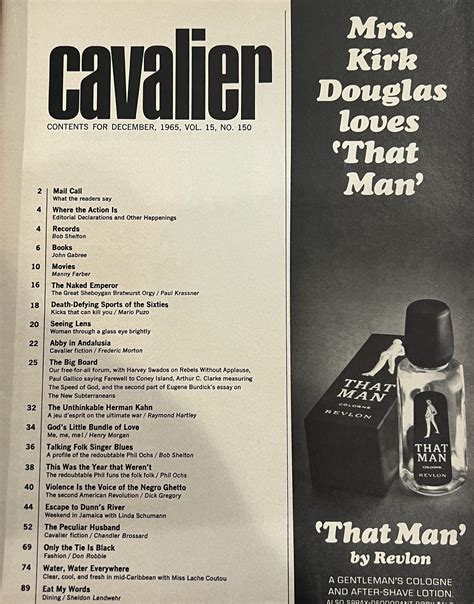 cavalier
CONTENTS FOR DECEMBER, 1965, VOL. 15, NO. 150
2 Mail Call
What the readers say
4 Where the Action Is
Editorial Declarations and Other Happenings
4 Records
Bob Shelton
6 Books
John Gabree
10 Movies
Manny Farber
16 The Naked Emperor
The Great Sheboygan Bratwurst Orgy / Paul Krassner
18 Death-Defying Sports of the Sixties
Kicks that can kill you / Mario Puzo
20 Seeing Lens
Woman through a glass eye brightly
22 Abby in Andalusia
Cavalier fiction / Frederic Morton
25 The Big Board
Our free-for-all forum, with Harvey Swados on Rebels Without Applause,
Paul Gallico saying Farewell to Coney Island, Arthur C. Clarke measuring
The Speed of God, and the second part of Eugene Burdick's essay on
The New Subterraneans
32 The Unthinkable Herman Kahn
A jeu d'esprit on the ultimate war / Raymond Hartley
34 God's Little Bundle of Love
Me, me, me! / Henry Morgan
36 Talking Folk Singer Blues
A profile of the redoubtable Phil Ochs / Bob Shelton
38 This Was the Year that Weren't
The redoubtable Phil funs the folk folk / Phil Ochs
40 Violence Is the Voice of the Negro Ghetto
The second American Revolution / Dick Gregory
44 Escape to Dunn's River
Weekend in Jamaica with Linda Schumann
52 The Peculiar Husband
Cavalier fiction / Chandler Brossard
69 Only the Tie Is Black
Fashion / Don Robbie
74 Water, Water Everywhere
Clear, cool, and fresh in mid-Caribbean with Miss Lache Coutou
89 Eat My Words
Dining / Sheldon Landwehr
Mrs.
Kirk
Douglas
loves
'That
Man'
THAT
MAN
COLOGNE
REVLON
THAT
MAN
COLOGNE
REVLON
'That Man'
by Revlon
A GENTLEMAN'S COLOGNE
AND AFTER-SHAVE LOTION.